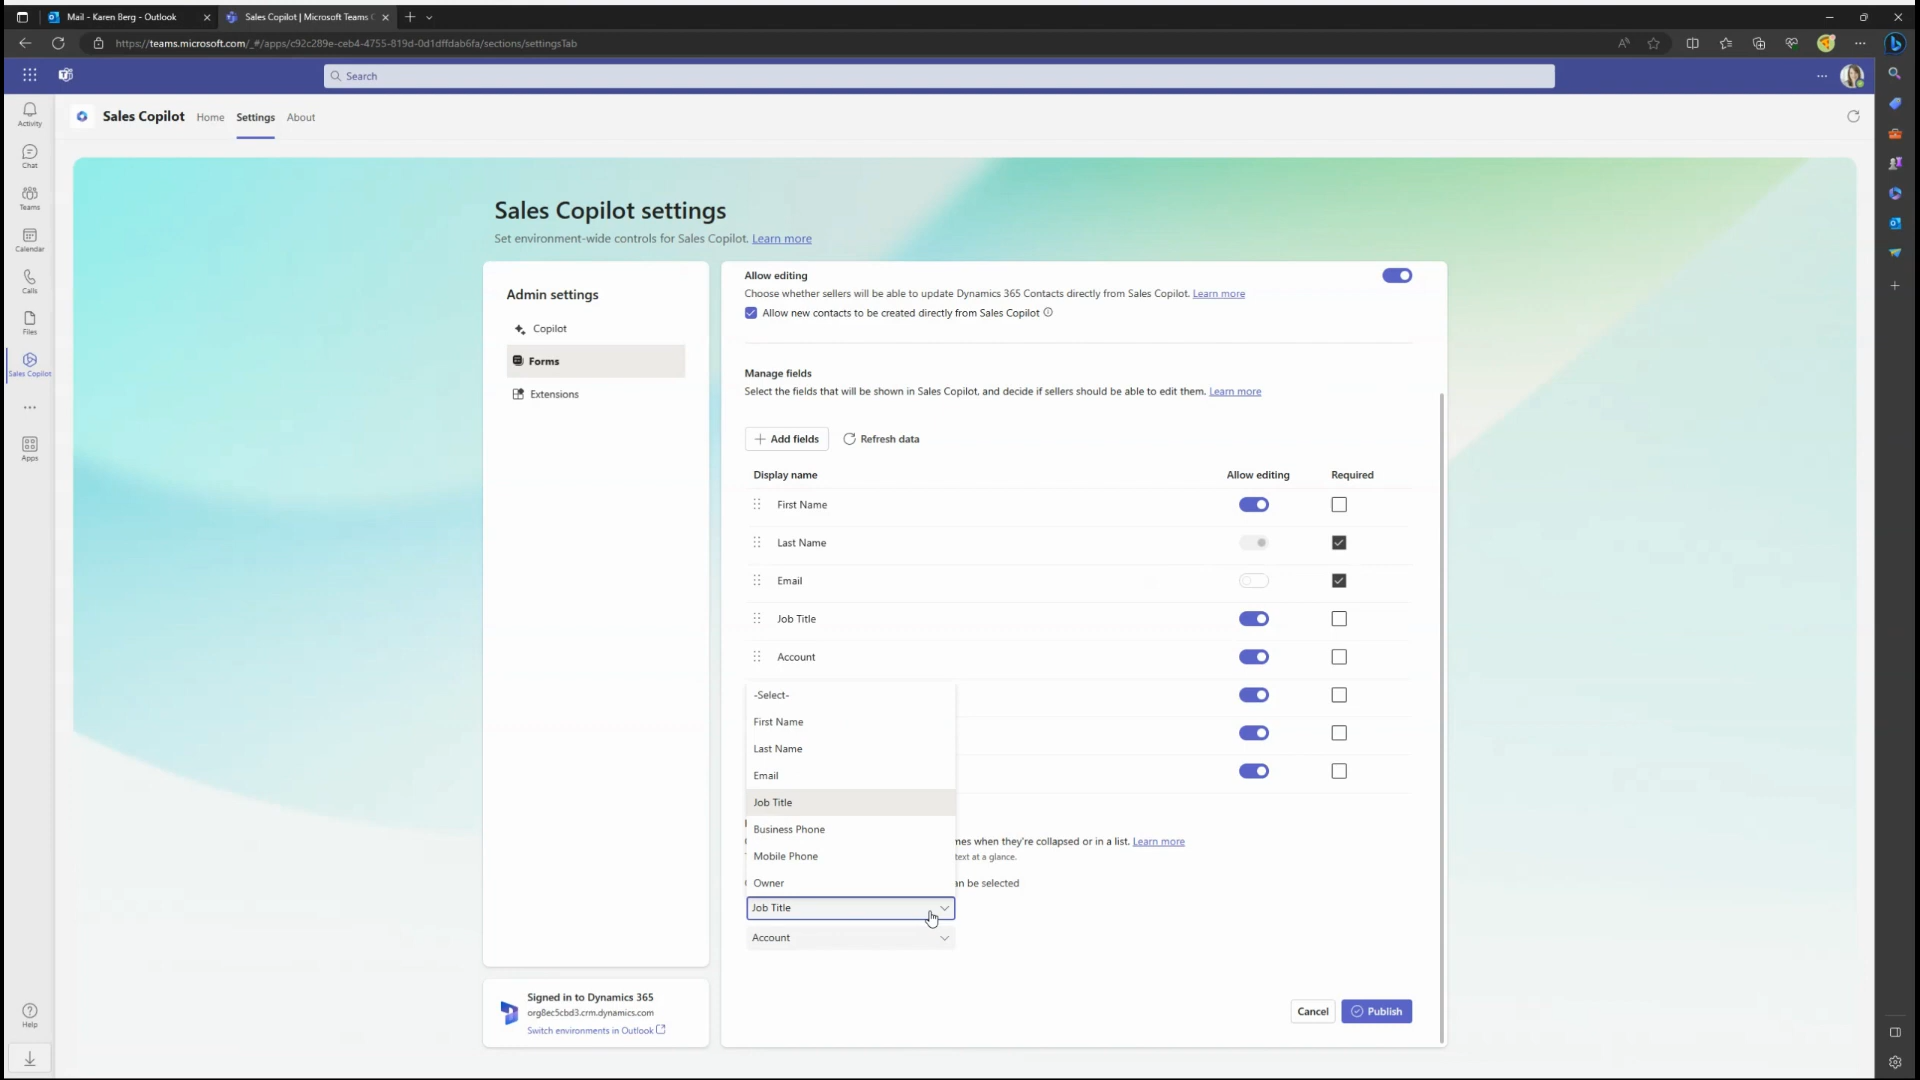 Mail - Karen Berg - Outlook
Sales Copilot | Microsoft Teams
https://teams.microsoft.com/_#/apps/c92c289e-ceb4-4755-819d-0d1dffdab6fa/sections/settingsTab
Search
Activity
Chat
Teams
Calendar
Calls
Files
Sales Copilot
Apps
Help
Sales Copilot Home Settings About
Sales Copilot settings
Set environment-wide controls for Sales Copilot. Learn more
Admin settings
Copilot
Forms
Extensions
Signed in to Dynamics 365
org8ec5cbd3.crm.dynamics.com
Switch environments in Outlook
Allow editing
Choose whether sellers will be able to update Dynamics 365 Contacts directly from Sales Copilot. Learn more
Allow new contacts to be created directly from Sales Copilot
Manage fields
Select the fields that will be shown in Sales Copilot, and decide if sellers should be able to edit them. Learn more
Add fields Refresh data
Display name Allow editing Required
First Name
Last Name
Email
Job Title
Account
-Select-
First Name
Last Name
Email
Job Title
Business Phone
Mobile Phone
Owner
when they're collapsed or in a list. Learn more
text at a glance.
can be selected
Job Title
Account
Cancel Publish